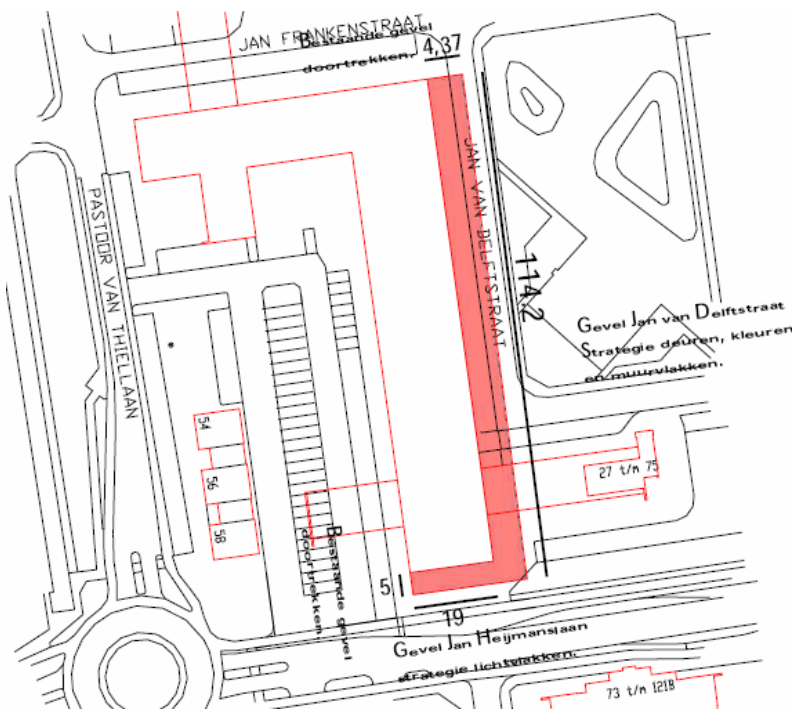 JAN FRANKENSTRAAT
Bestaande gevel
doortrekken.
4,37
JAN VAN DELFTSTRAAT
PASTOOR VAN THIELLAAN
114.2
Gevel Jan van Delftstraat
Strategie deuren, kleuren
en muurvlakken.
54
56
58
27 t/m 75
Bestaande gevel
doortrekken.
5
19
Gevel Jan Heijmanslaan
strategie lichtvlakken.
73 t/m 121B